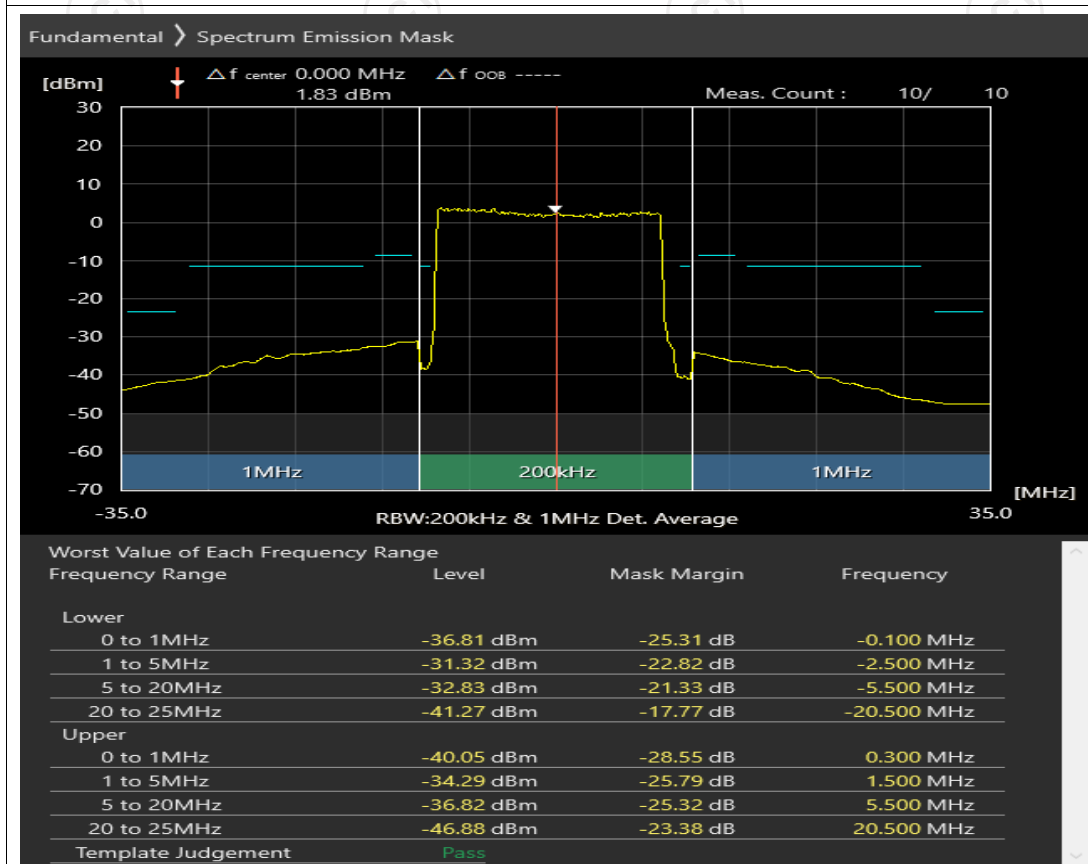 Fundamental ❯ Spectrum Emission Mask
[dBm] △f center 0.000 MHz △f OOB -----
1.83 dBm Meas. Count : 10/ 10
30
20
10
0
-10
-20
-30
-40
-50
-60
1MHz 200kHz 1MHz
-70
[MHz]
-35.0 RBW:200kHz & 1MHz Det. Average 35.0
Worst Value of Each Frequency Range
Frequency Range Level Mask Margin Frequency
Lower
0 to 1MHz -36.81 dBm -25.31 dB -0.100 MHz
1 to 5MHz -31.32 dBm -22.82 dB -2.500 MHz
5 to 20MHz -32.83 dBm -21.33 dB -5.500 MHz
20 to 25MHz -41.27 dBm -17.77 dB -20.500 MHz
Upper
0 to 1MHz -40.05 dBm -28.55 dB 0.300 MHz
1 to 5MHz -34.29 dBm -25.79 dB 1.500 MHz
5 to 20MHz -36.82 dBm -25.32 dB 5.500 MHz
20 to 25MHz -46.88 dBm -23.38 dB 20.500 MHz
Template Judgement Pass